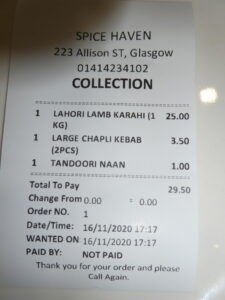 SPICE HAVEN
223 Allison ST, Glasgow
01414234102
COLLECTION
1 LAHORI LAMB KARAHI (1 25.00
KG)
1 LARGE CHAPLI KEBAB 3.50
(2PCS)
1 TANDOORI NAAN 1.00
Total To Pay 29.50
Change From 0.00 = 0.00
Order NO. 1
Date/Time: 16/11/2020 17:17
WANTED ON 16/11/2020 17:17
PAID BY: NOT PAID
Thank you for your order and please
Call Again.